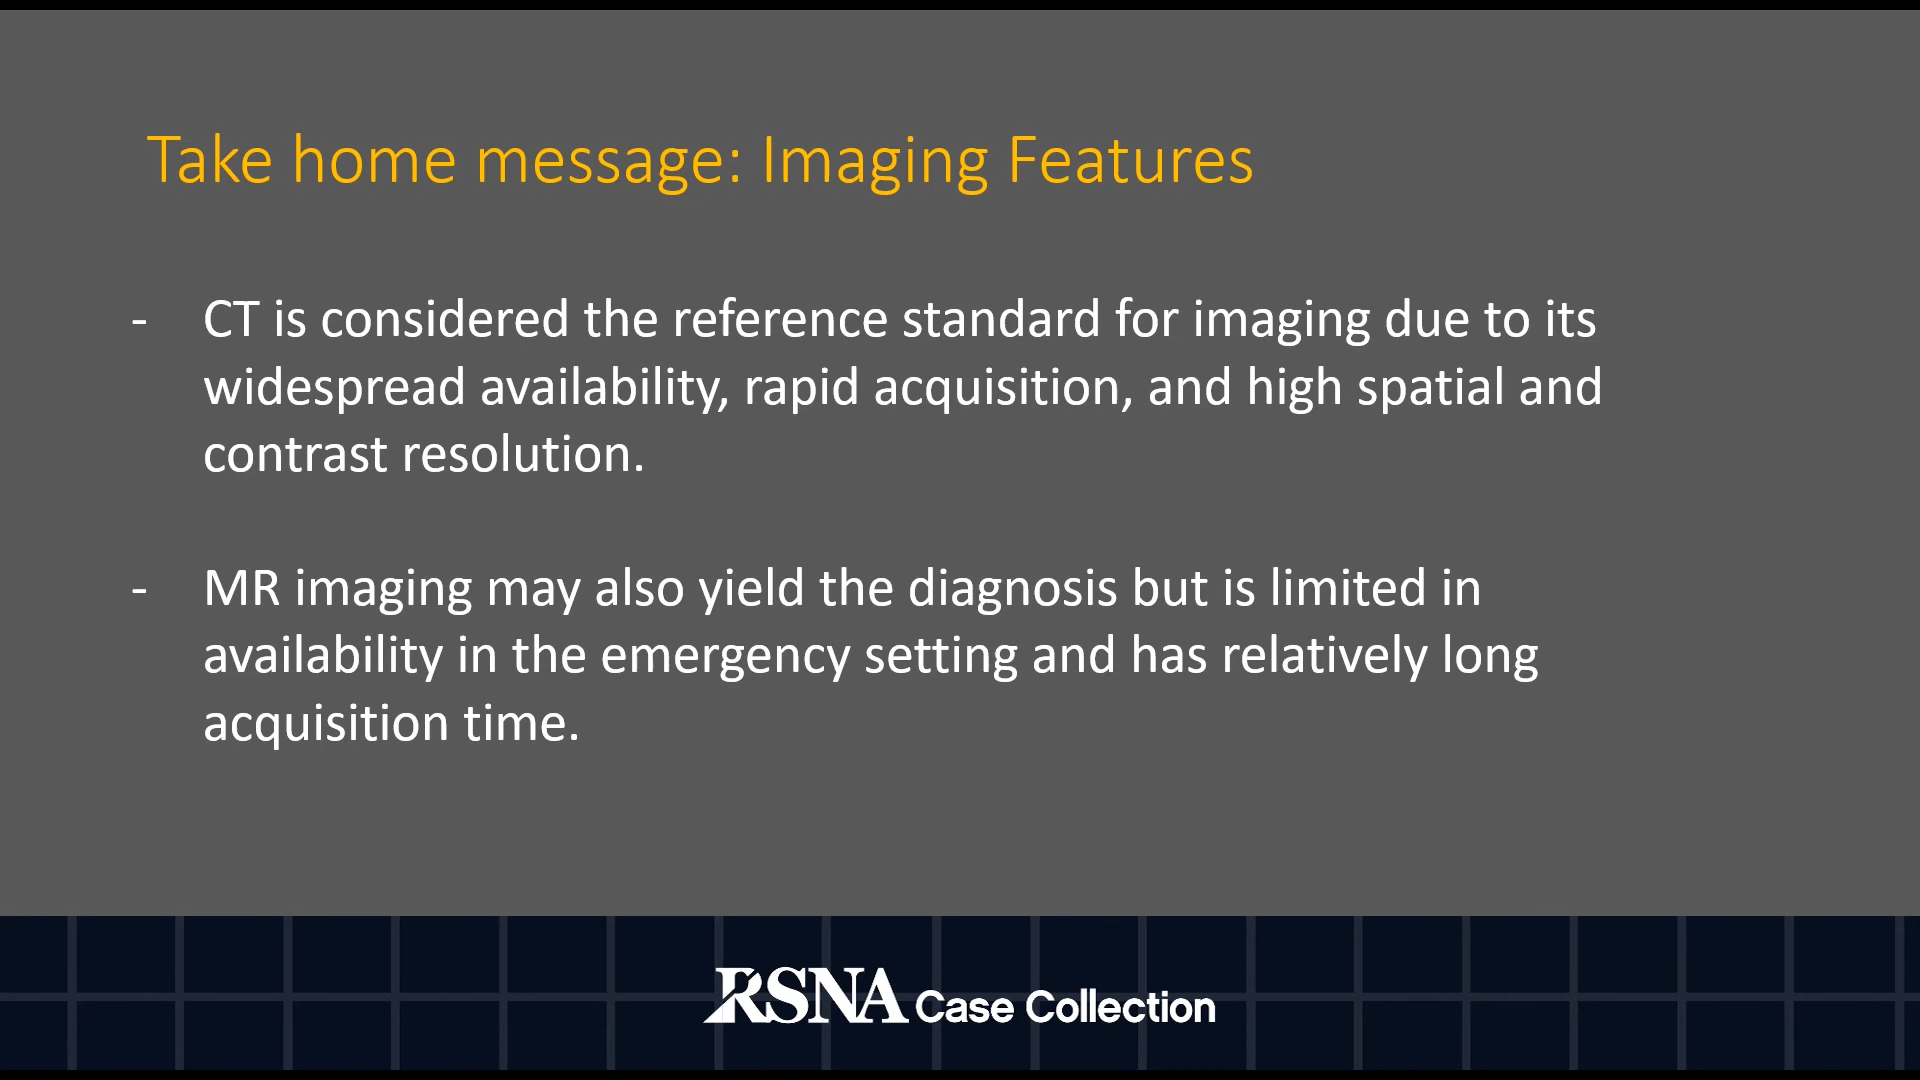 Take home message: Imaging Features
- CT is considered the reference standard for imaging due to its
widespread availability, rapid acquisition, and high spatial and
contrast resolution.
- MR imaging may also yield the diagnosis but is limited in
availability in the emergency setting and has relatively long
acquisition time.
RSNA Case Collection